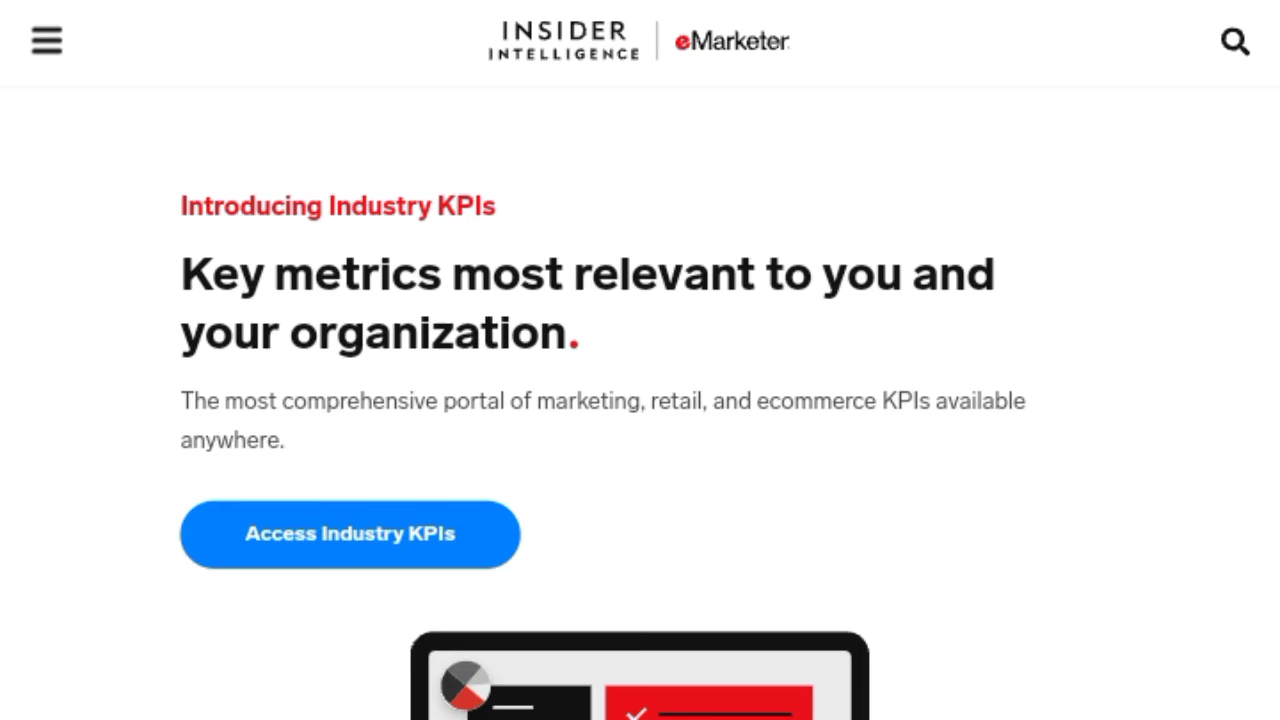 INSIDER
INTELLIGENCE
eMarketer
Introducing Industry KPIs
Key metrics most relevant to you and
your organization.
The most comprehensive portal of marketing, retail, and ecommerce KPIs available
anywhere.
Access Industry KPIs